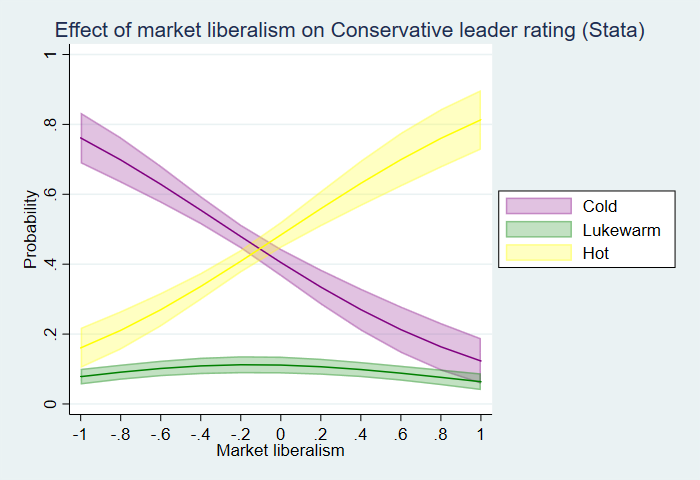 Effect of market liberalism on Conservative leader rating (Stata)
Probability
1
.8
.6
.4
.2
0
-1 -.8 -.6 -.4 -.2 0 .2 .4 .6 .8 1
Market liberalism
Cold
Lukewarm
Hot